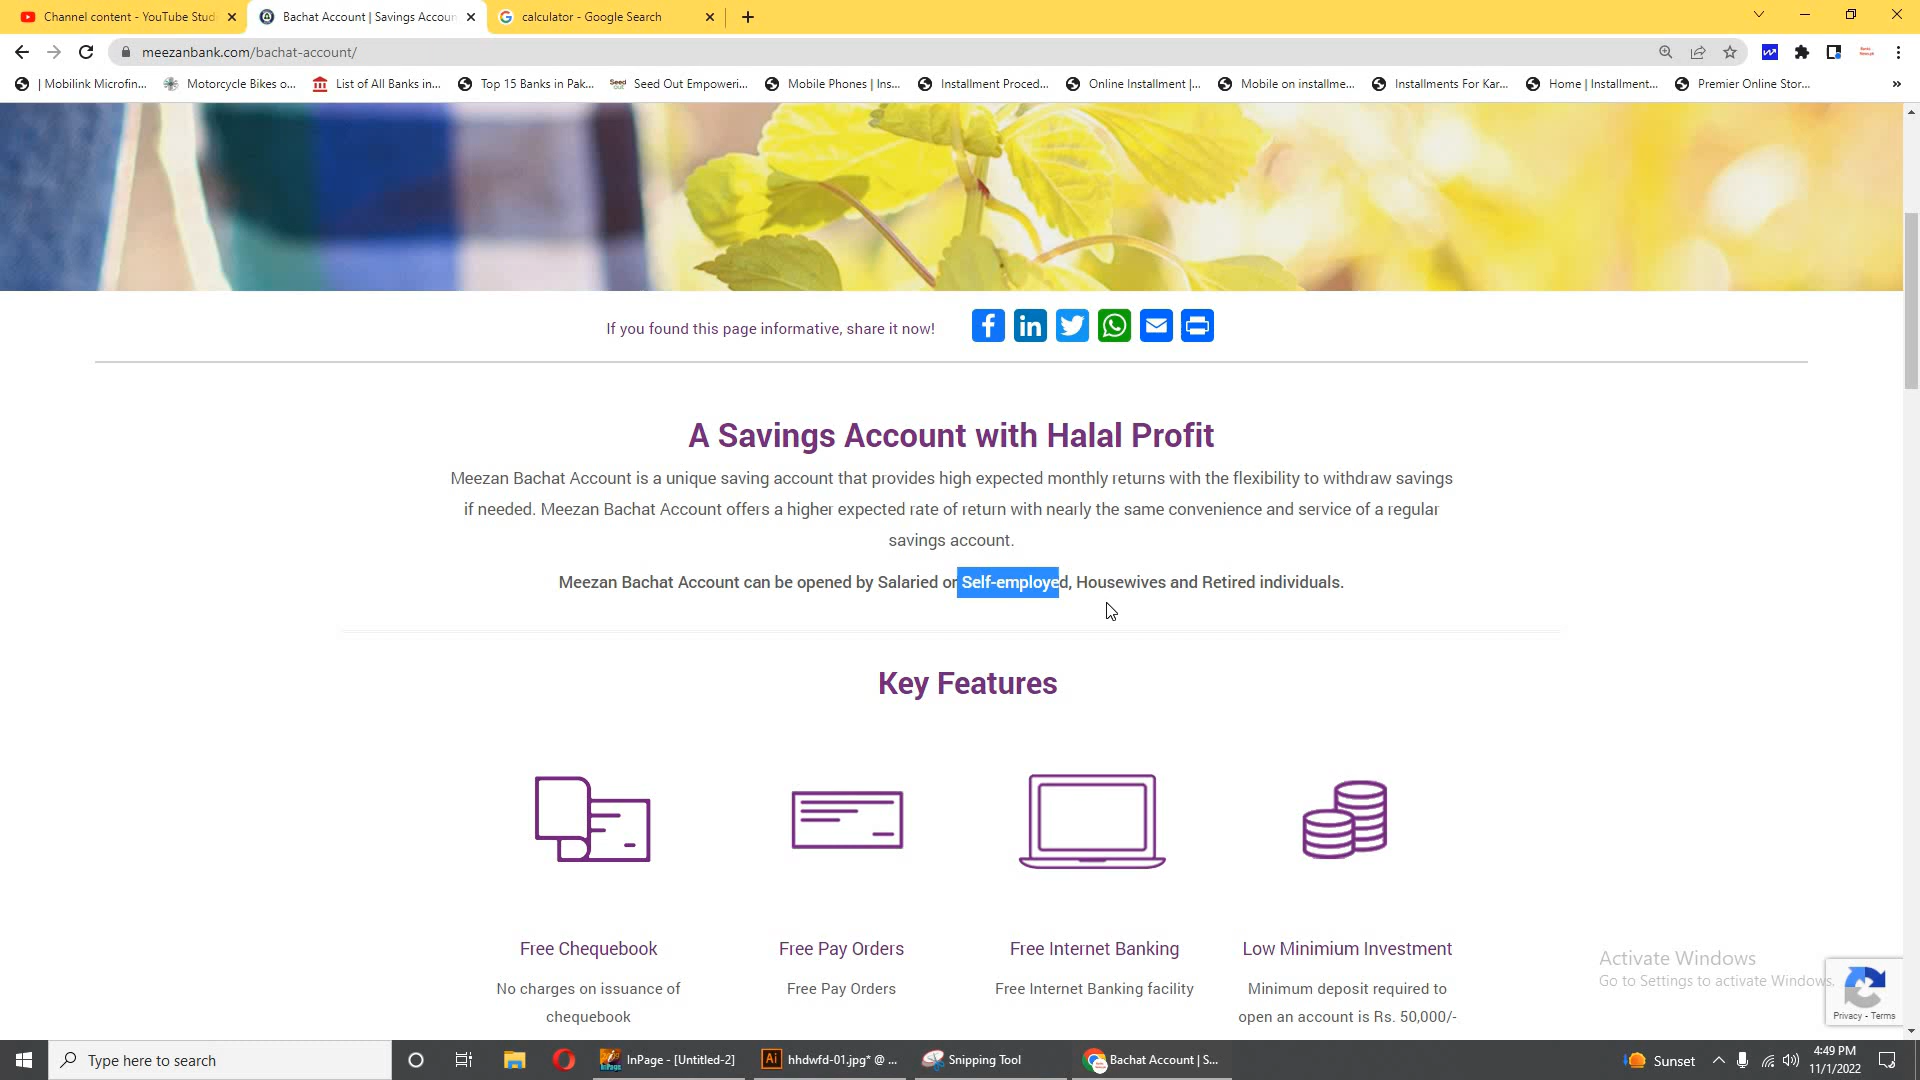 Channel content - YouTube Stud
Bachat Account | Savings Accoun
calculator - Google Search
meezanbank.com/bachat-account/
| Mobilink Microfin...
Motorcycle Bikes o...
List of All Banks in...
Top 15 Banks in Pak...
Seed Out Empoweri...
Mobile Phones | Ins...
Installment Proced...
Online Installment |...
Mobile on installme...
Installments For Kar...
Home | Installment...
Premier Online Stor...
If you found this page informative, share it now!
A Savings Account with Halal Profit
Meezan Bachat Account is a unique saving account that provides high expected monthly returns with the flexibility to withdraw savings
if needed. Meezan Bachat Account offers a higher expected rate of return with nearly the same convenience and service of a regular
savings account.
Meezan Bachat Account can be opened by Salaried or Self-employed, Housewives and Retired individuals.
Key Features
Free Chequebook
Free Pay Orders
Free Internet Banking
Low Minimium Investment
No charges on issuance of
chequebook
Free Pay Orders
Free Internet Banking facility
Minimum deposit required to
open an account is Rs. 50,000/-
Activate Windows
Go to Settings to activate Windows.
Privacy - Terms
Type here to search
InPage - [Untitled-2]
hhdwfd-01.jpg* @ ...
Snipping Tool
Bachat Account | S...
Sunset
4:49 PM
11/1/2022